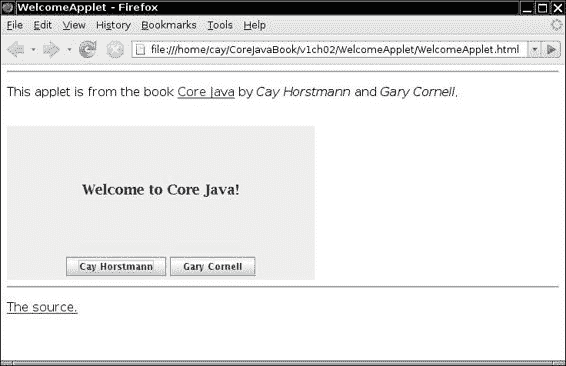 WelcomeApplet - Firefox
File Edit View History Bookmarks Tools Help
file:///home/cay/CoreJavaBook/v1ch02/WelcomeApplet/WelcomeApplet.html
This applet is from the book Core Java by Cay Horstmann and Gary Cornell.
Welcome to Core Java!
Cay Horstmann Gary Cornell
The source.